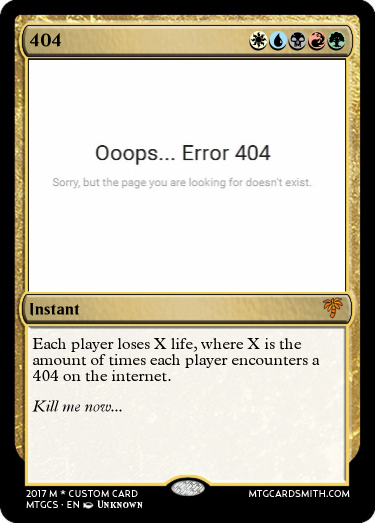 404
Ooops... Error 404
Sorry, but the page you are looking for doesn't exist.
Instant
Each player loses X life, where X is the
amount of times each player encounters a
404 on the internet.
Kill me now...
2017 M * CUSTOM CARD
MTGCS • EN Unknown
MTGCARDSMITH.COM